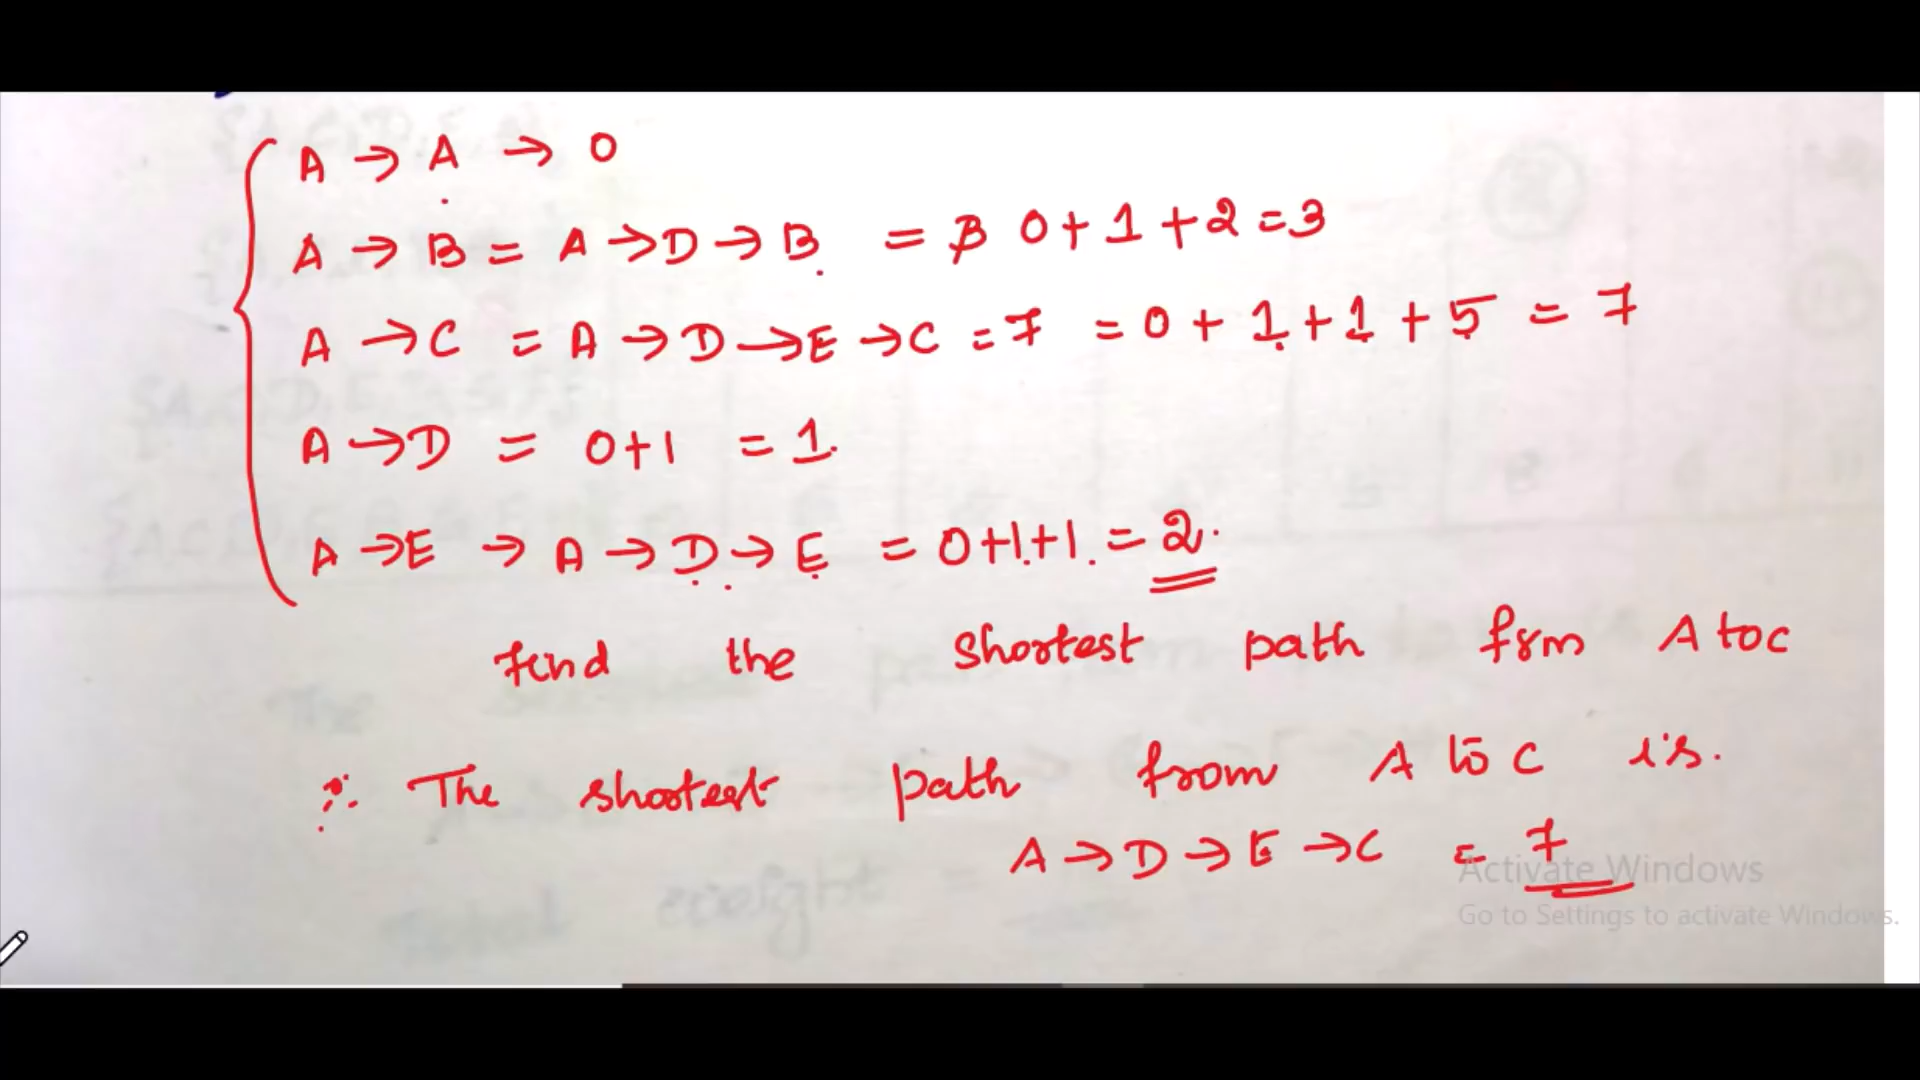 A → A → 0
A → B = A → D → B = B 0 + 1 + 2 = 3
A → C = A → D → E → C = 7 = 0 + 1 + 1 + 5 = 7
A → D = 0+1 = 1.
A → E → A → D → E = 0+1+1 = 2.
find the shortest path frm A to C
∴ The shortest path from A to C is.
A → D → E → C = 7
Activate Windows
Go to Settings to activate Windows.